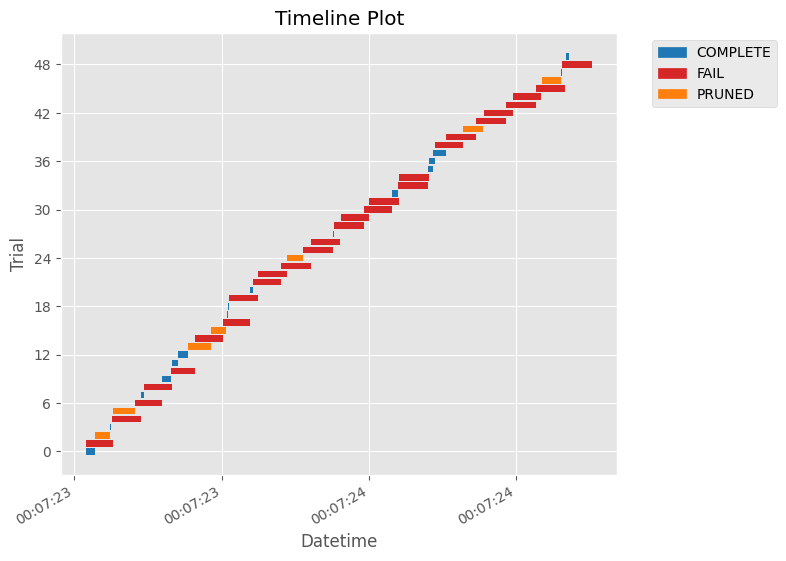 Timeline Plot
COMPLETE
FAIL
PRUNED
48
42
36
30
24
18
12
6
0
Trial
00:07:23
00:07:23
00:07:24
00:07:24
Datetime